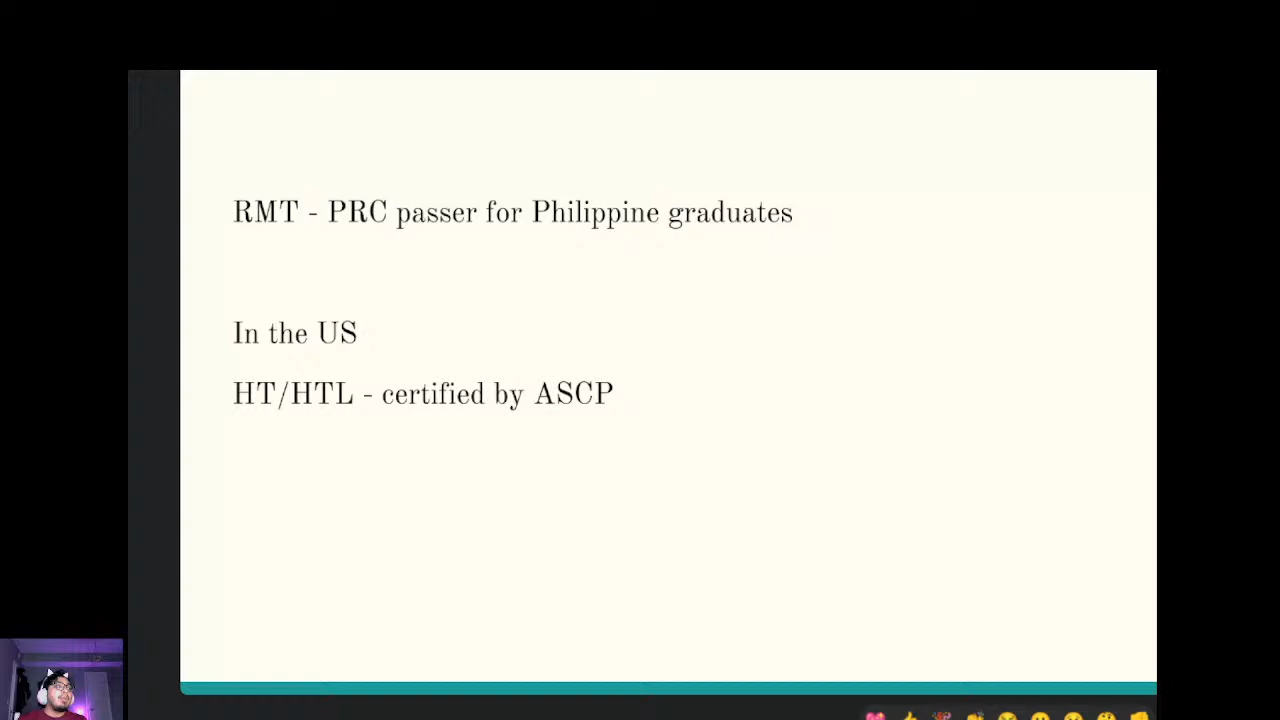 RMT - PRC passer for Philippine graduates
In the US
HT/HTL - certified by ASCP